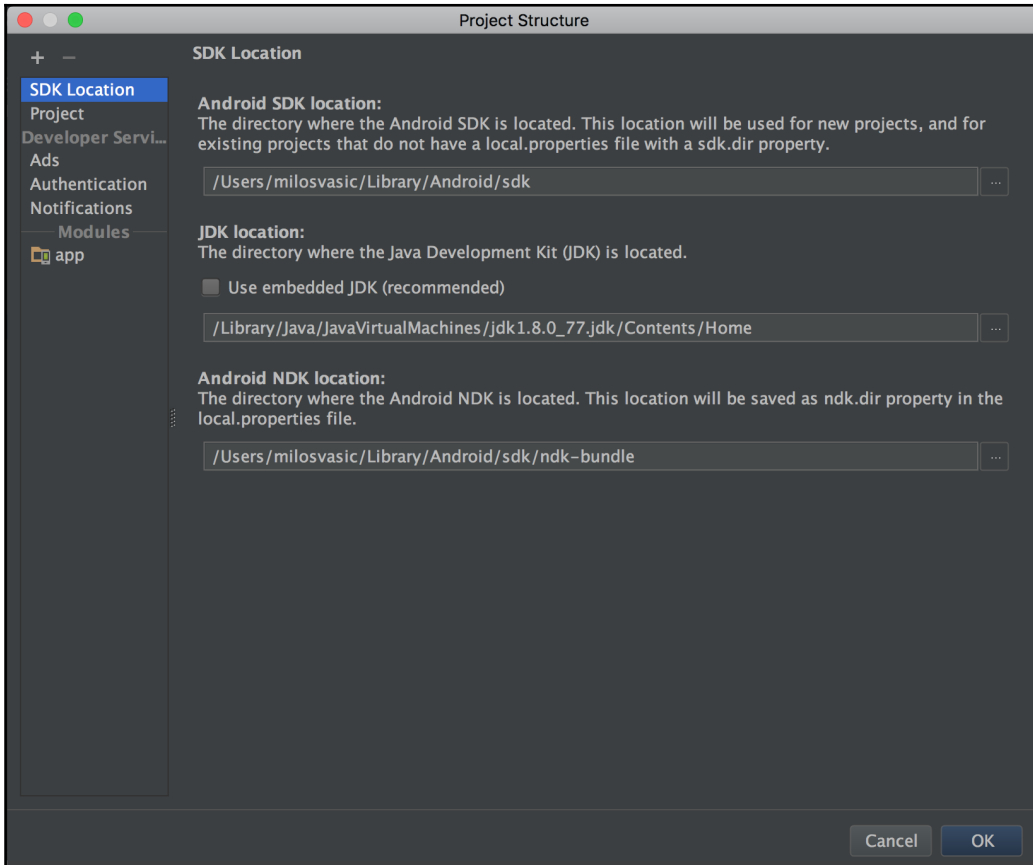 Project Structure
+ −
SDK Location
Project
Developer Servi...
Ads
Authentication
Notifications
Modules
app
SDK Location
Android SDK location:
The directory where the Android SDK is located. This location will be used for new projects, and for
existing projects that do not have a local.properties file with a sdk.dir property.
/Users/milosvasic/Library/Android/sdk
...
JDK location:
The directory where the Java Development Kit (JDK) is located.
Use embedded JDK (recommended)
/Library/Java/JavaVirtualMachines/jdk1.8.0_77.jdk/Contents/Home
...
Android NDK location:
The directory where the Android NDK is located. This location will be saved as ndk.dir property in the
local.properties file.
/Users/milosvasic/Library/Android/sdk/ndk-bundle
...
Cancel
OK